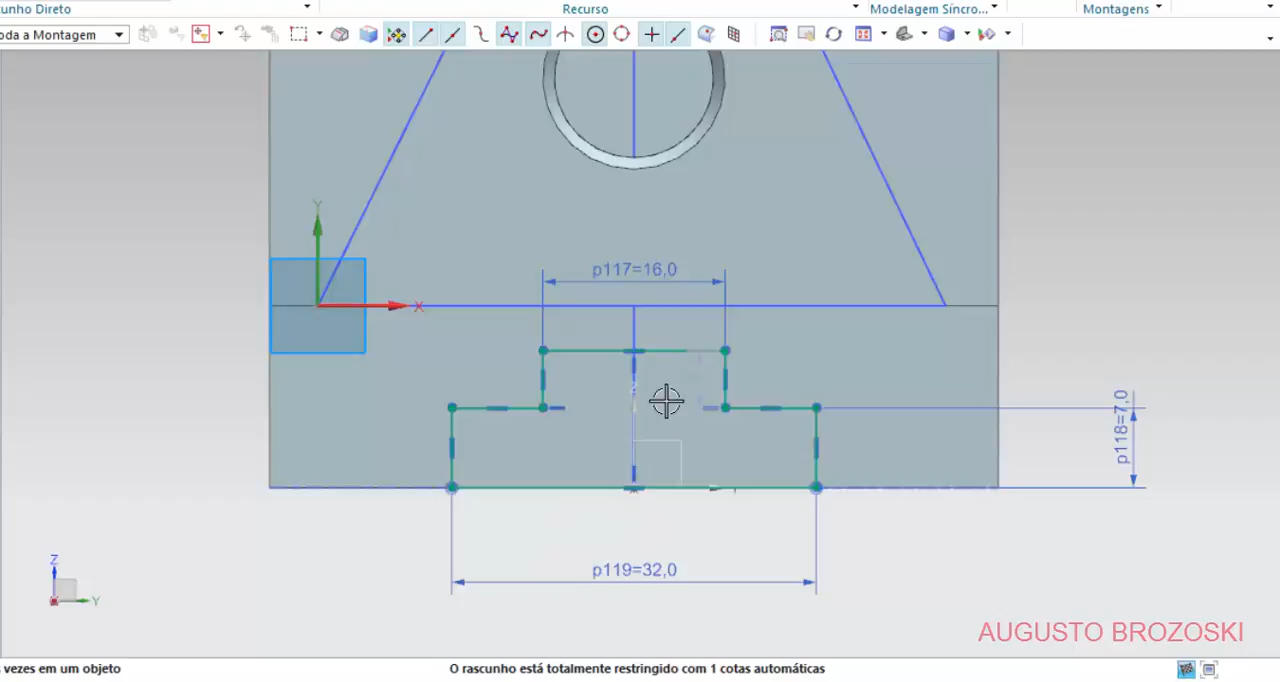 cunho Direto
Recurso
Modelagem Síncro...
Montagens
oda a Montagem
Y
X
p117=16,0
p118=7,0
p119=32,0
Z
Y
AUGUSTO BROZOSKI
vezes em um objeto
O rascunho está totalmente restringido com 1 cotas automáticas